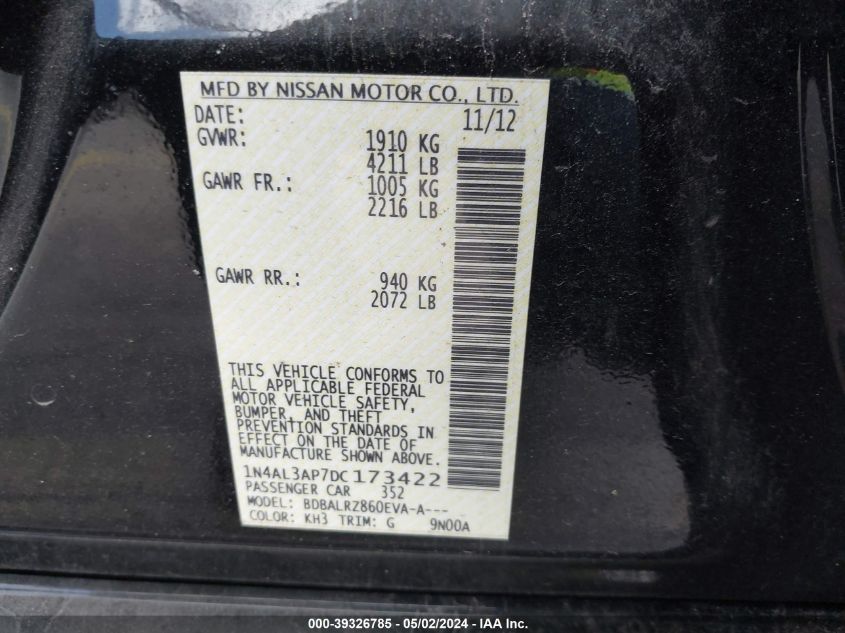 MFD BY NISSAN MOTOR CO., LTD.
DATE: 11/12
GVWR: 1910 KG
4211 LB
GAWR FR.: 1005 KG
2216 LB
GAWR RR.: 940 KG
2072 LB
THIS VEHICLE CONFORMS TO
ALL APPLICABLE FEDERAL
MOTOR VEHICLE SAFETY,
BUMPER, AND THEFT
PREVENTION STANDARDS IN
EFFECT ON THE DATE OF
MANUFACTURE SHOWN ABOVE.
1N4AL3AP7DC173422
PASSENGER CAR 352
MODEL: BDBALRZ860EVA-A---
COLOR: KH3 TRIM: G 9N00A
000-39326785 - 05/02/2024 - IAA Inc.